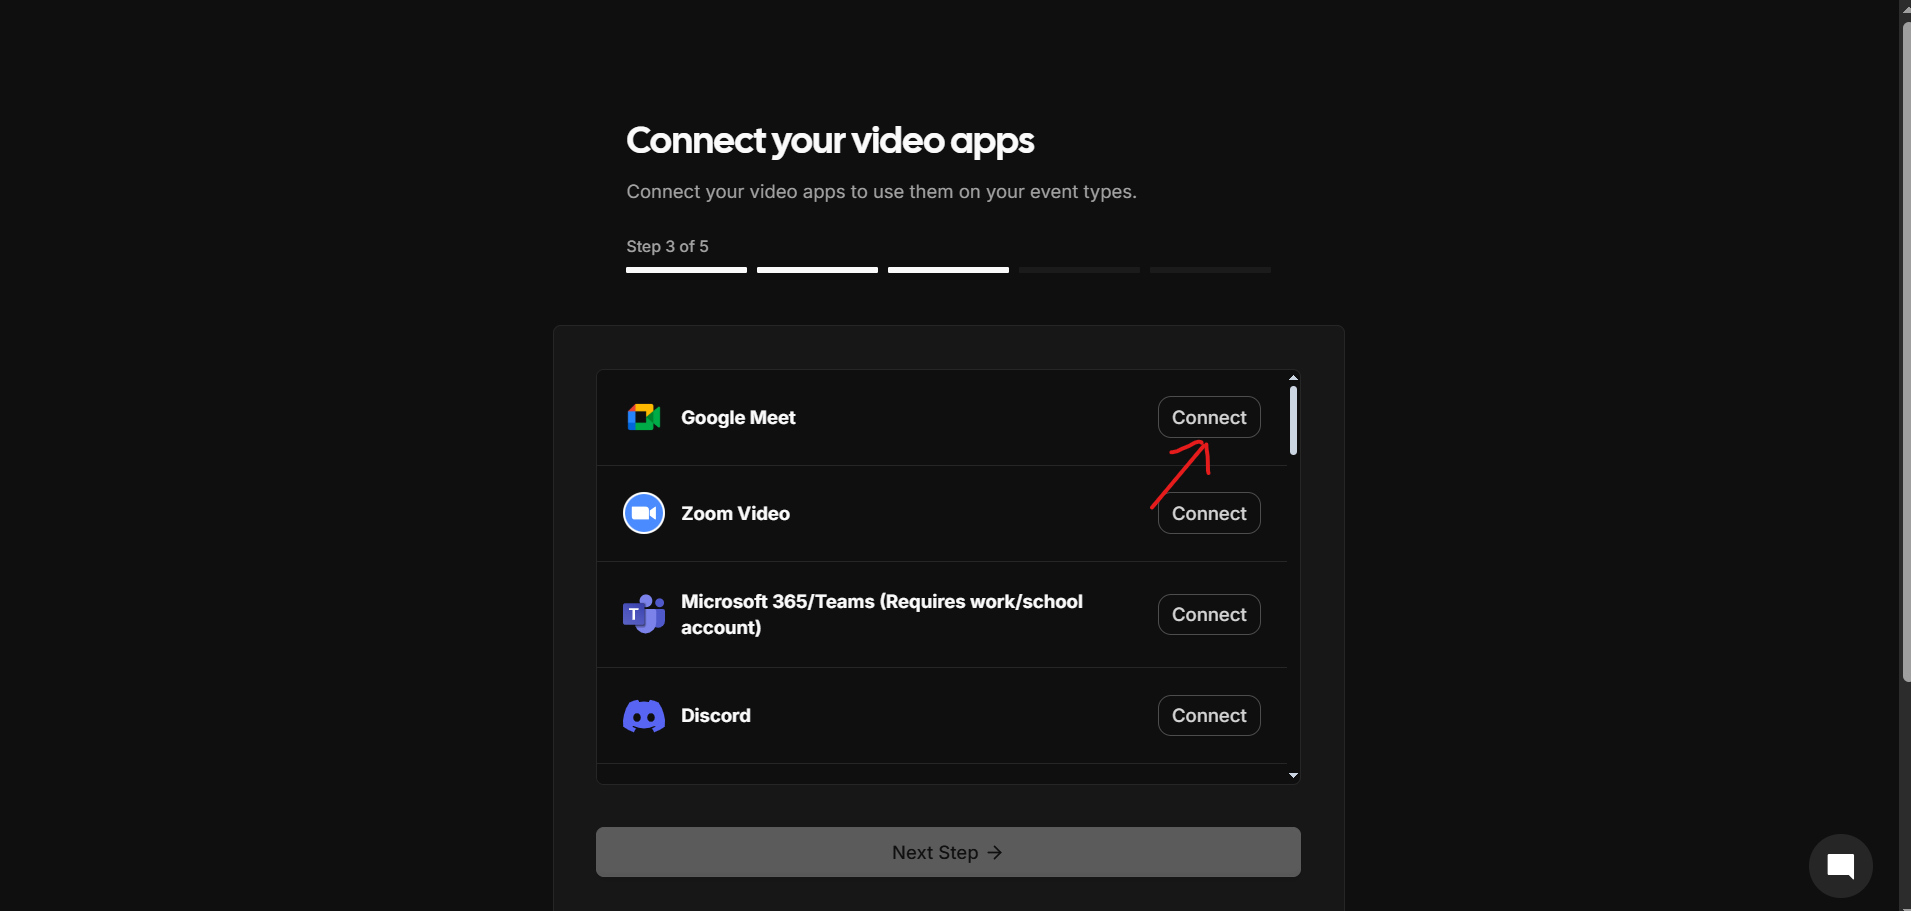 Connect your video apps
Connect your video apps to use them on your event types.
Step 3 of 5
Google Meet
Connect
Zoom Video
Connect
T
Microsoft 365/Teams (Requires work/school
account)
Connect
Discord
Connect
Next Step →